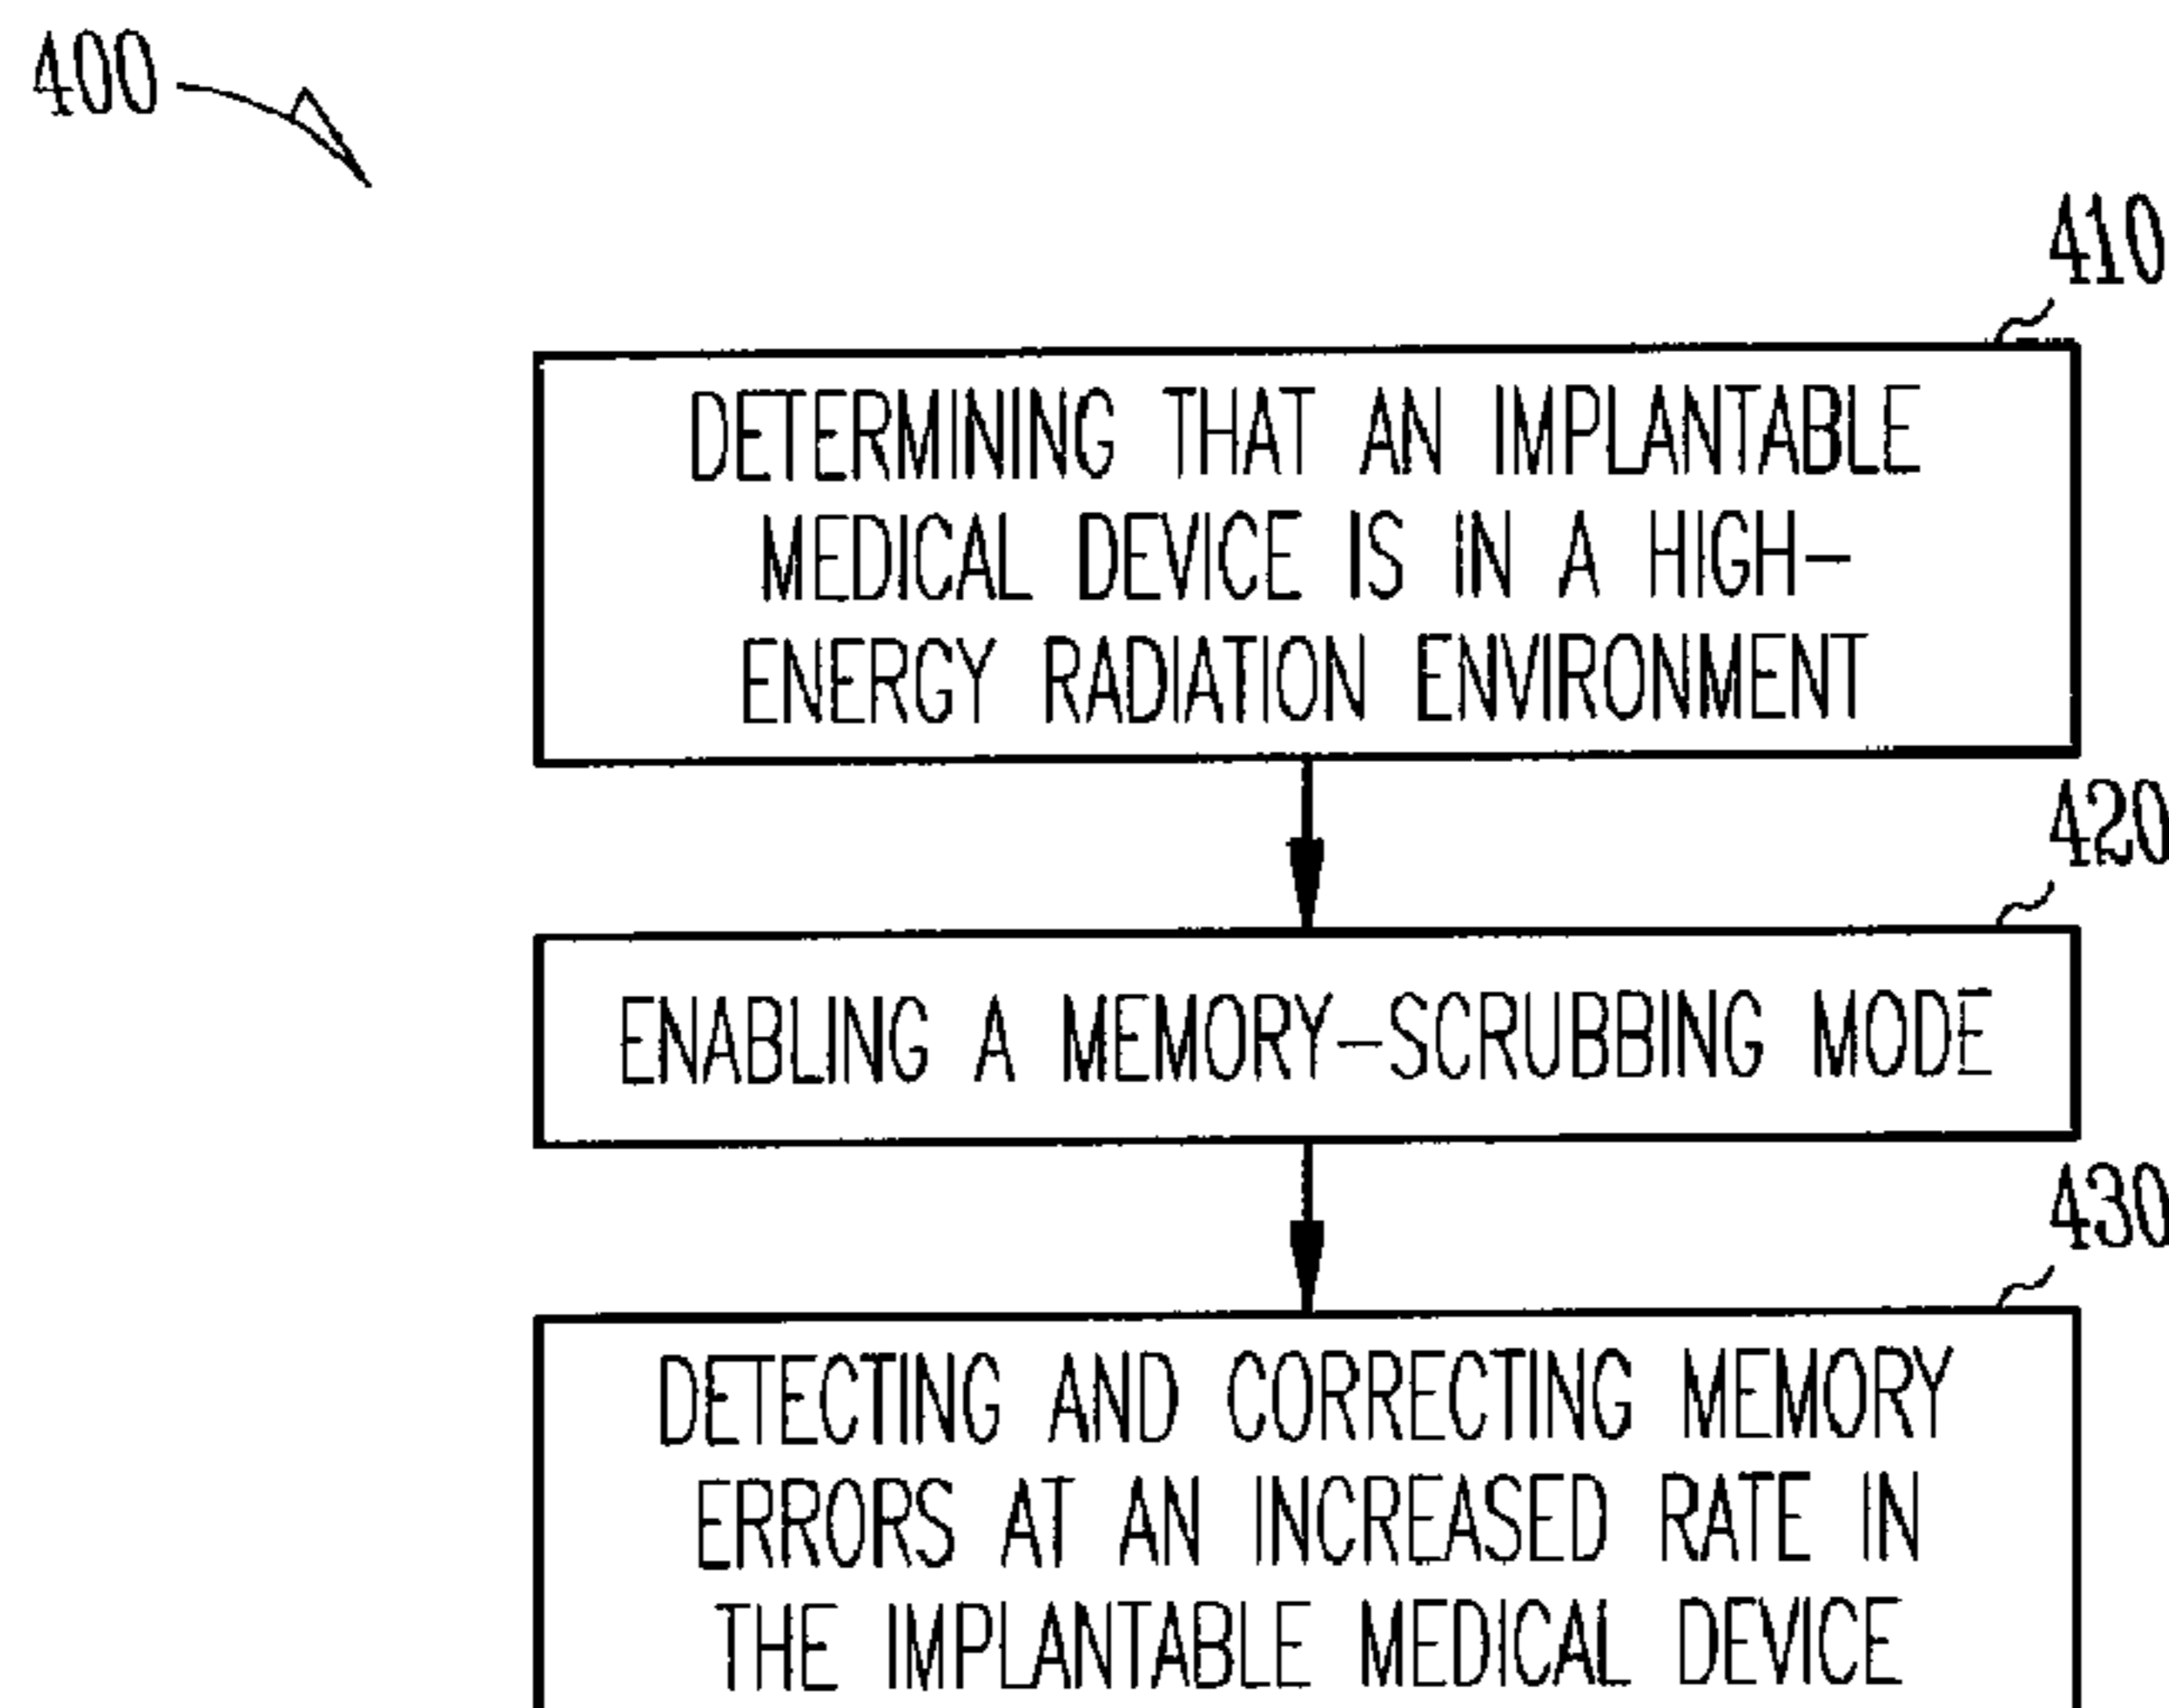 400
410
DETERMINING THAT AN IMPLANTABLE
MEDICAL DEVICE IS IN A HIGH-
ENERGY RADIATION ENVIRONMENT
420
ENABLING A MEMORY-SCRUBBING MODE
430
DETECTING AND CORRECTING MEMORY
ERRORS AT AN INCREASED RATE IN
THE IMPLANTABLE MEDICAL DEVICE